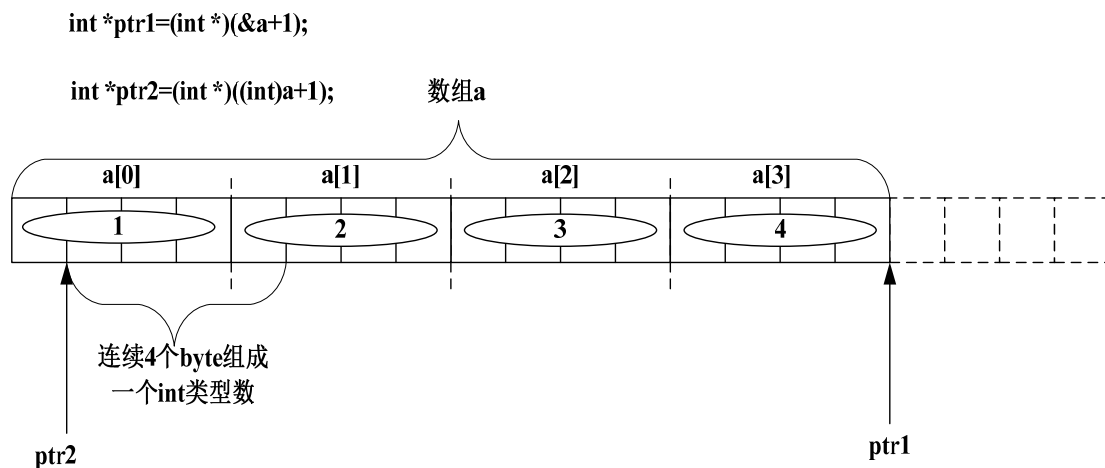 int *ptr1=(int *)(&a+1);
int *ptr2=(int *)((int)a+1);
数组a
a[0]
a[1]
a[2]
a[3]
1
2
3
4
连续4个byte组成
一个int类型数
ptr2
ptr1